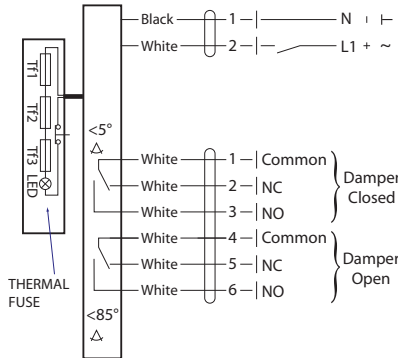 Black 1 N
White 2 L1 + ~
Tf1
Tf2
Tf3
LED
THERMAL
FUSE
<5°
White 1 Common
White 2 NC
White 3 NO
Damper
Closed
White 4 Common
White 5 NC
White 6 NO
Damper
Open
<85°